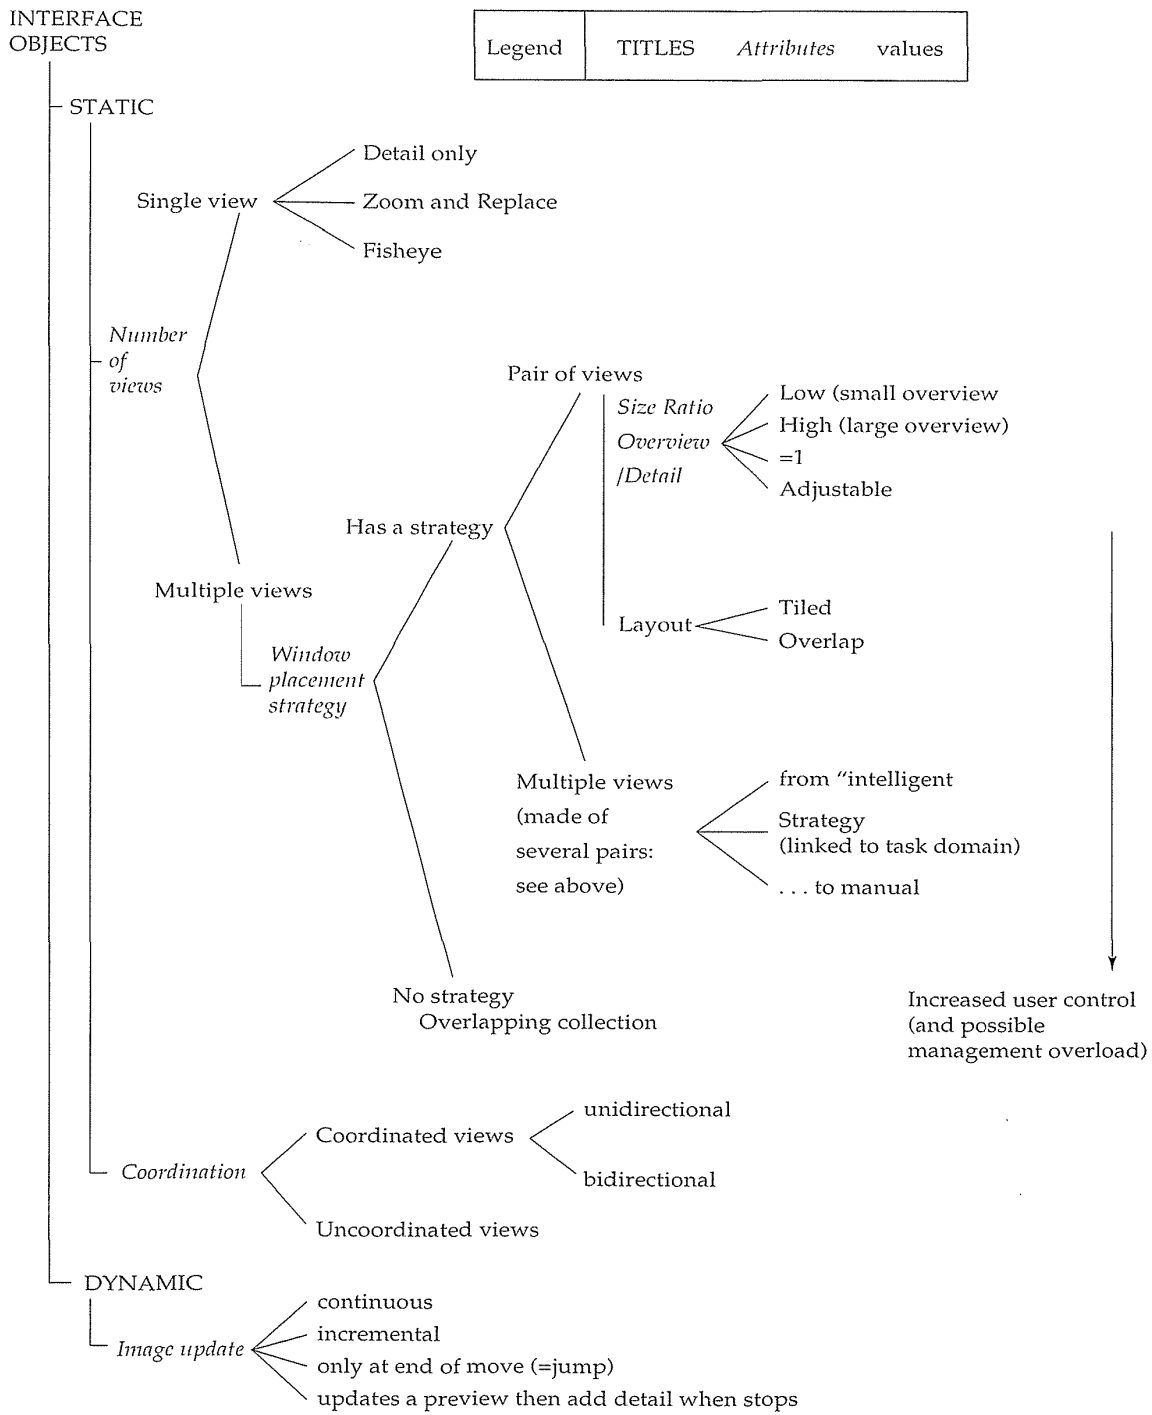 INTERFACE
OBJECTS
Legend TITLES Attributes values
STATIC
Detail only
Single view
Zoom and Replace
Fisheye
Number
of
views
Pair of views
Size Ratio
Overview
/Detail
Low (small overview
High (large overview)
=1
Adjustable
Has a strategy
Multiple views
Layout
Tiled
Overlap
Window
placement
strategy
Multiple views
(made of
several pairs:
see above)
from “intelligent
Strategy
(linked to task domain)
. . . to manual
No strategy
Overlapping collection
Increased user control
(and possible
management overload)
Coordination
Coordinated views
unidirectional
bidirectional
Uncoordinated views
DYNAMIC
Image update
continuous
incremental
only at end of move (=jump)
updates a preview then add detail when stops